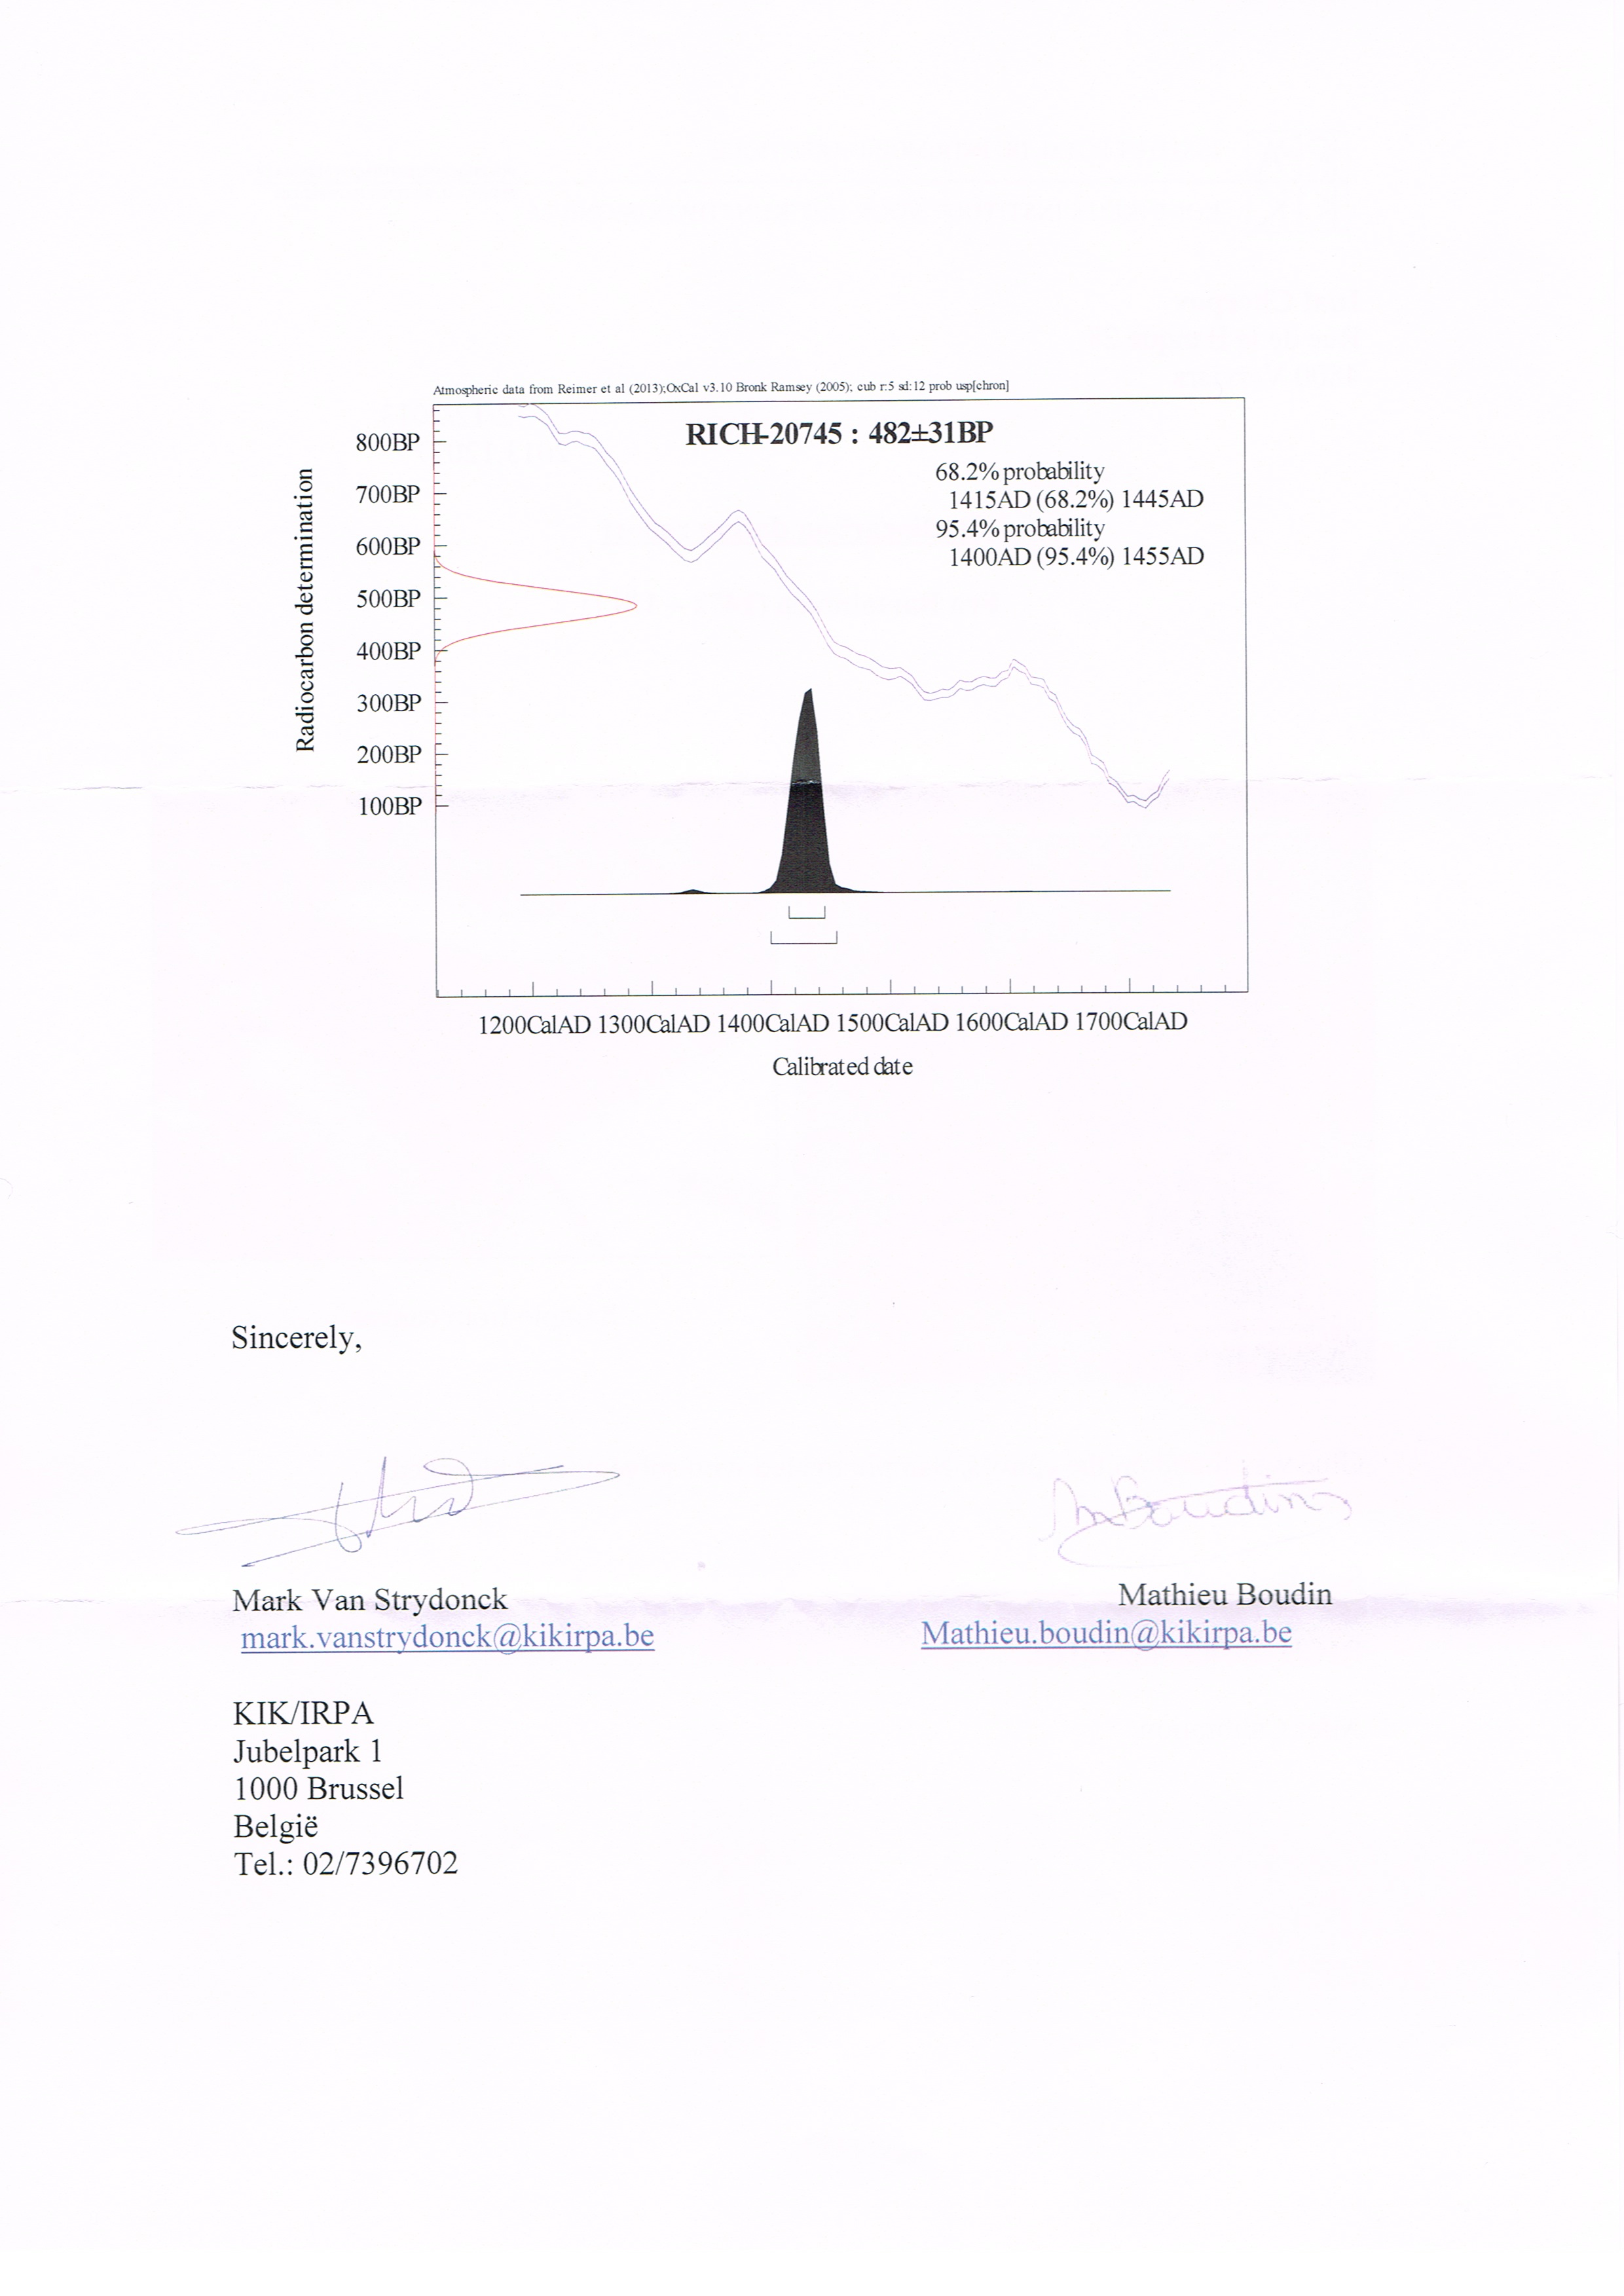 Atmospheric data from Reimer et al (2013);OxCal v3.10 Bronk Ramsey (2005); cub r:5 sd:12 prob usp[chron]
RICH-20745 : 482±31BP
68.2% probability
1415AD (68.2%) 1445AD
95.4% probability
1400AD (95.4%) 1455AD
Radiocarbon determination
800BP
700BP
600BP
500BP
400BP
300BP
200BP
100BP
1200CalAD 1300CalAD 1400CalAD 1500CalAD 1600CalAD 1700CalAD
Calibrated date
Sincerely,
M Boudin
Mark Van Strydonck Mathieu Boudin
mark.vanstrydonck@kikirpa.be Mathieu.boudin@kikirpa.be
KIK/IRPA
Jubelpark 1
1000 Brussel
België
Tel.: 02/7396702